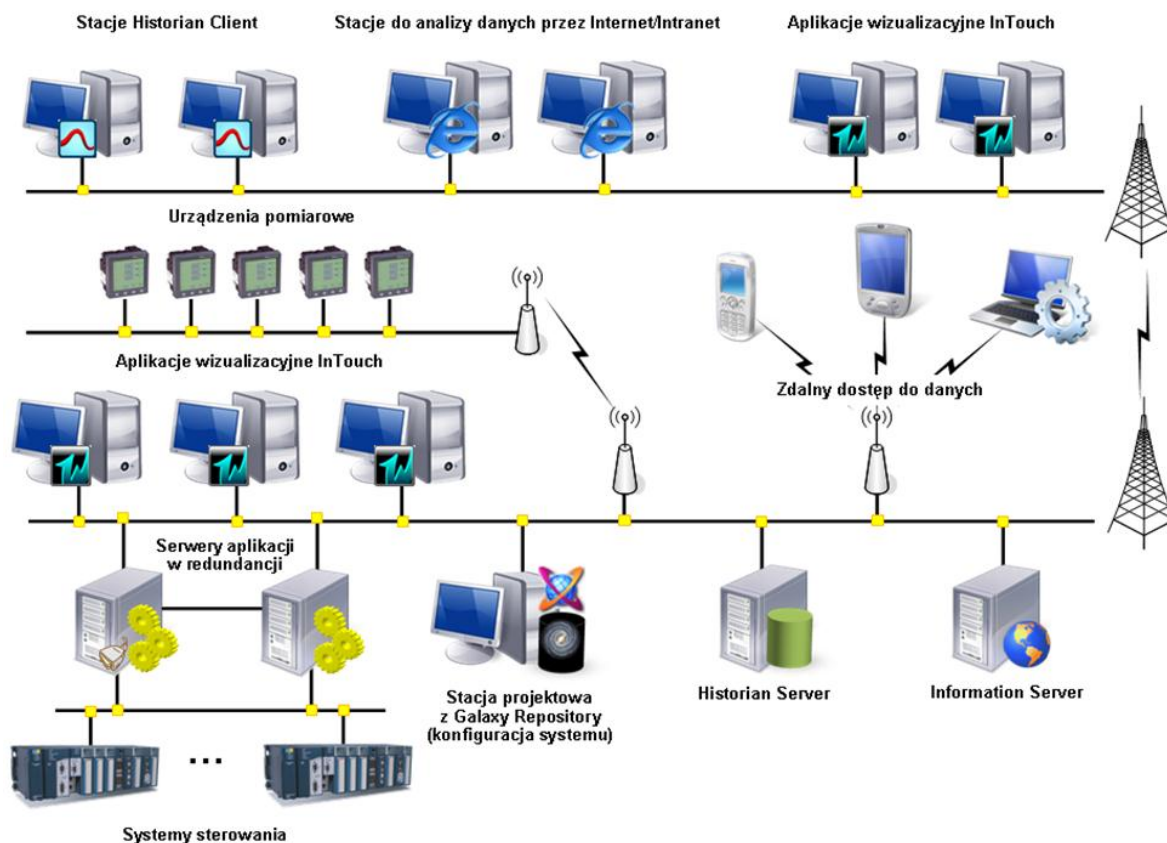 Stacje Historian Client
Stacje do analizy danych przez Internet/Intranet
Aplikacje wizualizacyjne InTouch
Urządzenia pomiarowe
Aplikacje wizualizacyjne InTouch
Zdalny dostęp do danych
Serwery aplikacji
w redundancji
Stacja projektowa
z Galaxy Repository
(konfiguracja systemu)
Historian Server
Information Server
...
Systemy sterowania